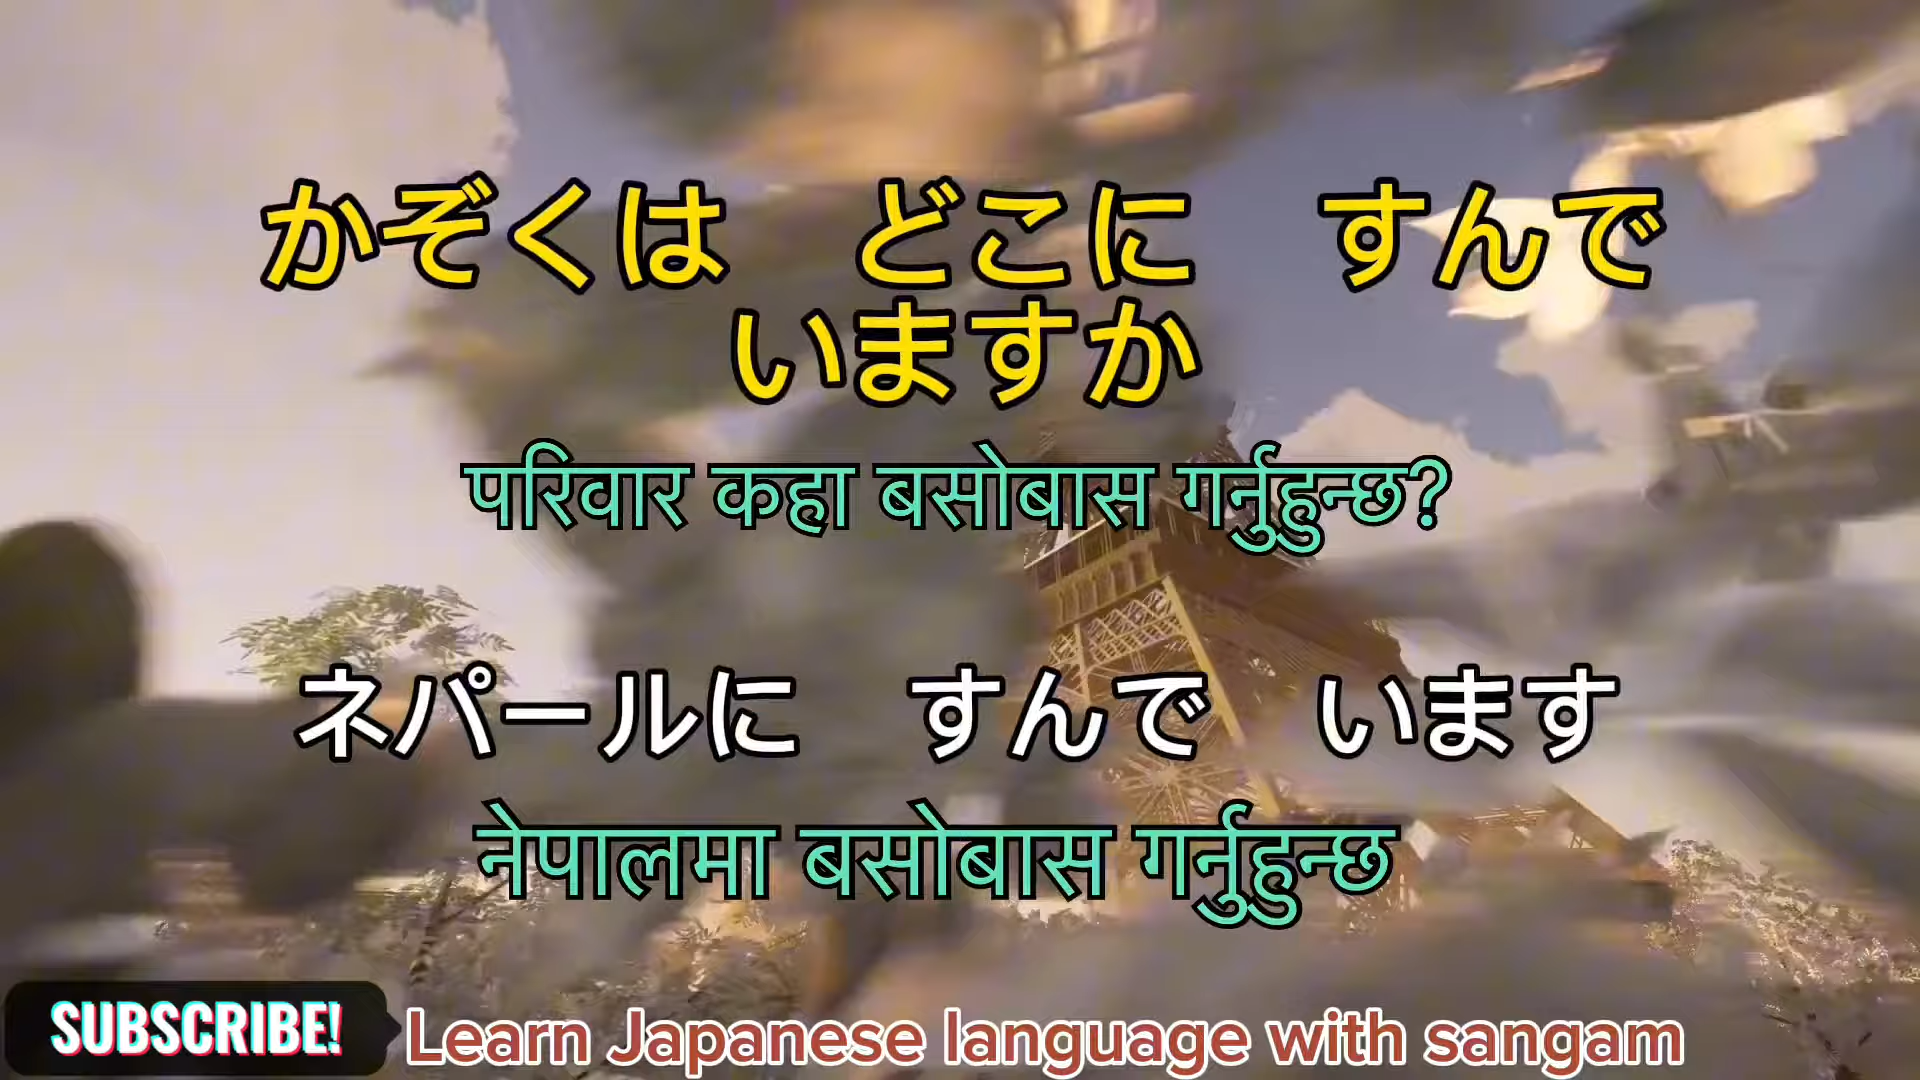 かぞくは　どこに　すんで
いますか
परिवार कहा बसोबास गर्नुहुन्छ?
ネパールに　すんで　います
नेपालमा बसोबास गर्नुहुन्छ
SUBSCRIBE!
Learn Japanese language with sangam